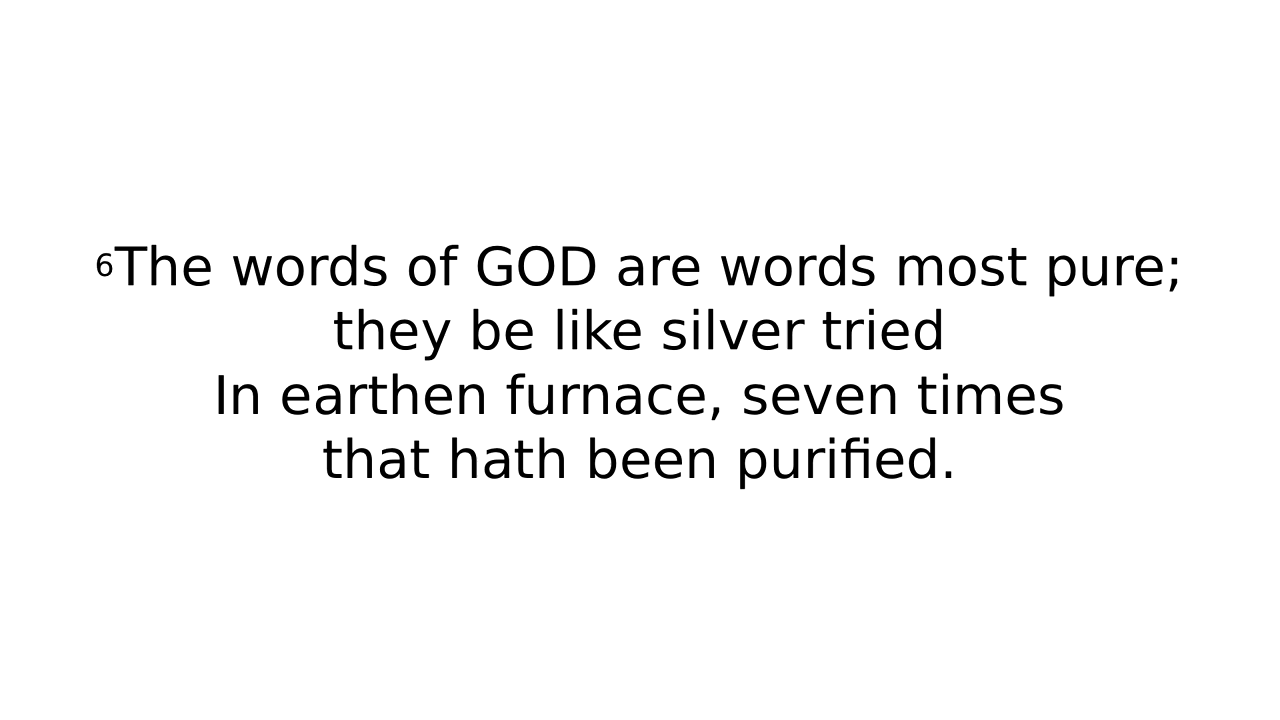 ⁶The words of GOD are words most pure;
they be like silver tried
In earthen furnace, seven times
that hath been purified.